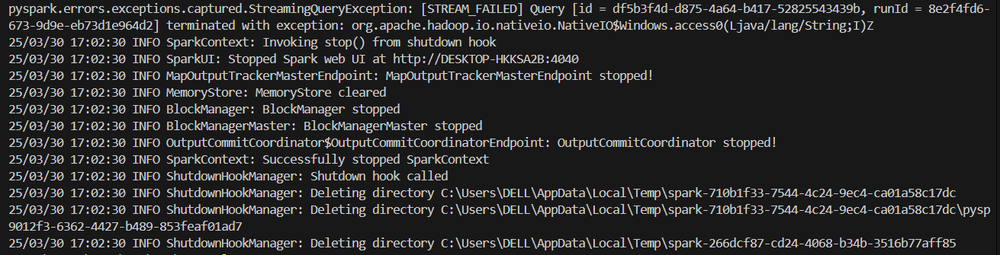 pyspark.errors.exceptions.captured.StreamingQueryException: [STREAM_FAILED] Query [id = df5b3f4d-d875-4a64-b417-52825543439b, runId = 8e2f4fd6-
673-9d9e-eb73d1e964d2] terminated with exception: org.apache.hadoop.io.nativeio.NativeIO$Windows.access0(Ljava/lang/String;I)Z
25/03/30 17:02:30 INFO SparkContext: Invoking stop() from shutdown hook
25/03/30 17:02:30 INFO SparkUI: Stopped Spark web UI at http://DESKTOP-HKKSA2B:4040
25/03/30 17:02:30 INFO MapOutputTrackerMasterEndpoint: MapOutputTrackerMasterEndpoint stopped!
25/03/30 17:02:30 INFO MemoryStore: MemoryStore cleared
25/03/30 17:02:30 INFO BlockManager: BlockManager stopped
25/03/30 17:02:30 INFO BlockManagerMaster: BlockManagerMaster stopped
25/03/30 17:02:30 INFO OutputCommitCoordinator$OutputCommitCoordinatorEndpoint: OutputCommitCoordinator stopped!
25/03/30 17:02:30 INFO SparkContext: Successfully stopped SparkContext
25/03/30 17:02:30 INFO ShutdownHookManager: Shutdown hook called
25/03/30 17:02:30 INFO ShutdownHookManager: Deleting directory C:\Users\DELL\AppData\Local\Temp\spark-710b1f33-7544-4c24-9ec4-ca01a58c17dc
25/03/30 17:02:30 INFO ShutdownHookManager: Deleting directory C:\Users\DELL\AppData\Local\Temp\spark-710b1f33-7544-4c24-9ec4-ca01a58c17dc\pysp
9012f3-6362-4427-b489-853feaf01ad7
25/03/30 17:02:30 INFO ShutdownHookManager: Deleting directory C:\Users\DELL\AppData\Local\Temp\spark-266dcf87-cd24-4068-b34b-3516b77aff85